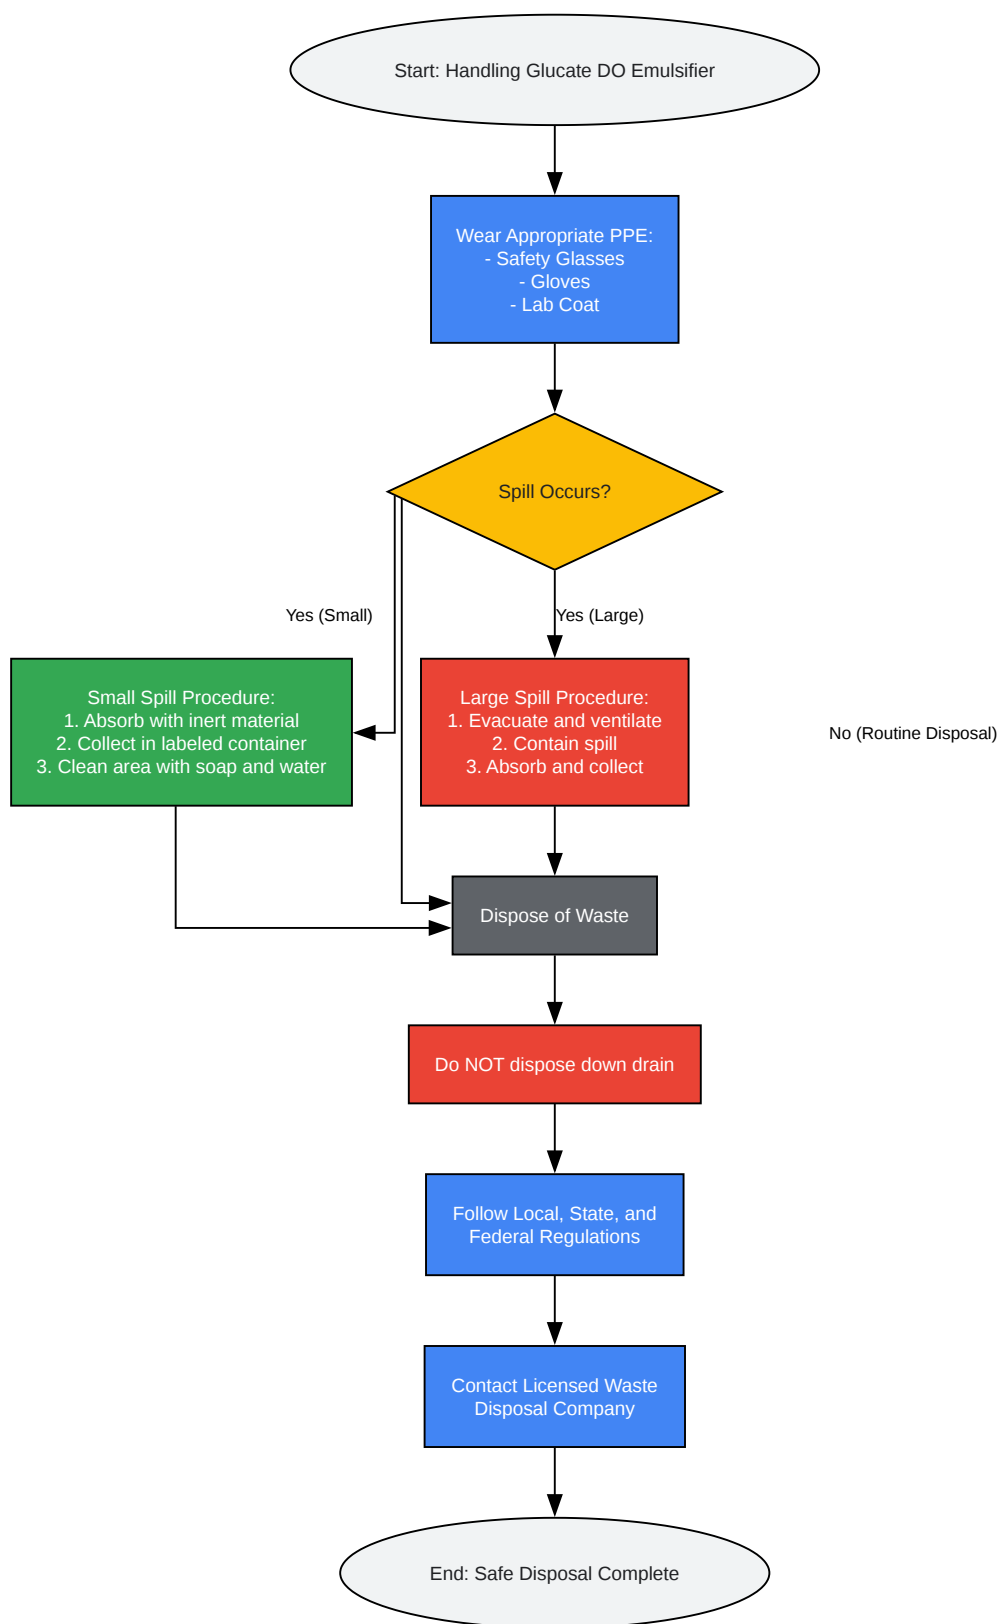 Start: Handling Glucate DO Emulsifier
Wear Appropriate PPE:
- Safety Glasses
- Gloves
- Lab Coat
Spill Occurs?
Yes (Small)
Yes (Large)
Small Spill Procedure:
1. Absorb with inert material
2. Collect in labeled container
3. Clean area with soap and water
Large Spill Procedure:
1. Evacuate and ventilate
2. Contain spill
3. Absorb and collect
No (Routine Disposal)
Dispose of Waste
Do NOT dispose down drain
Follow Local, State, and
Federal Regulations
Contact Licensed Waste
Disposal Company
End: Safe Disposal Complete